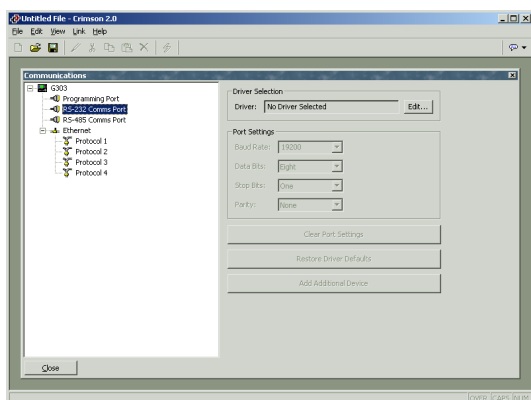 Untitled File - Crimson 2.0
File Edit View Link Help
Communications
G303
Programming Port
RS-232 Comms Port
RS-485 Comms Port
Ethernet
Protocol 1
Protocol 2
Protocol 3
Protocol 4
Driver Selection
Driver: No Driver Selected Edit...
Port Settings
Baud Rate: 19200
Data Bits: Eight
Stop Bits: One
Parity: None
Clear Port Settings
Restore Driver Defaults
Add Additional Device
Close
OVER CAPS NUM